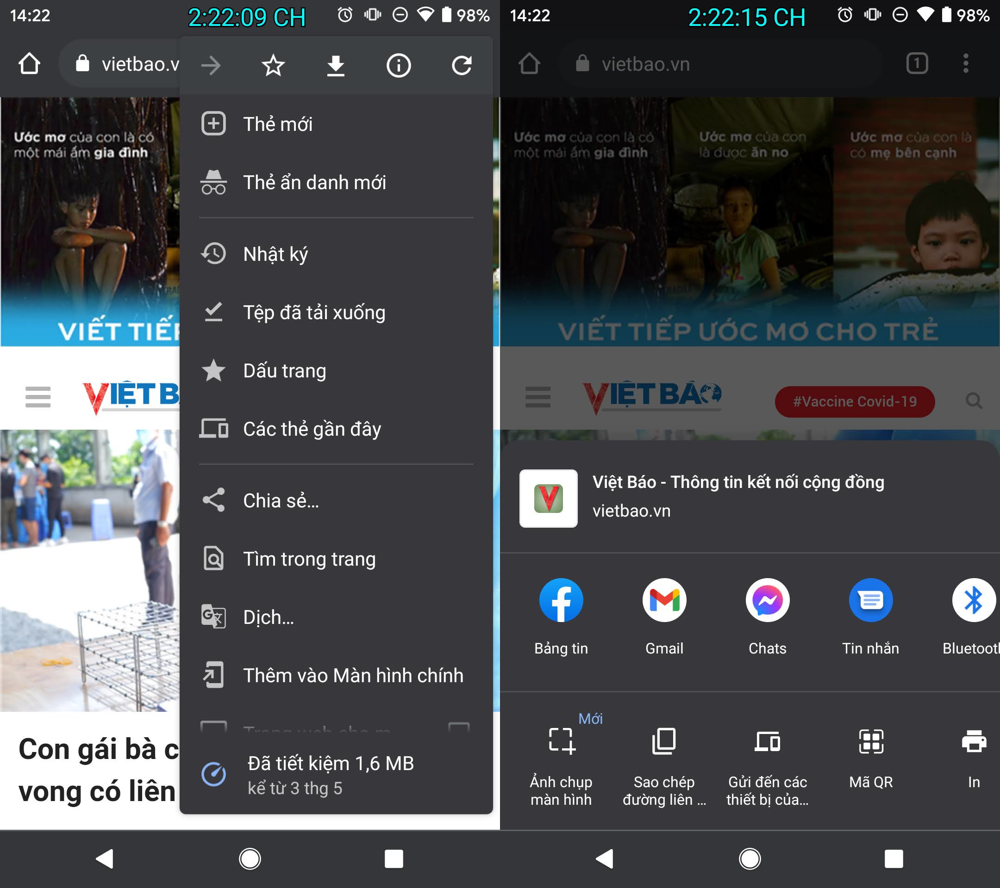 14:22
2:22:09 CH
98%
vietbao.v
Thẻ mới
Thẻ ẩn danh mới
Nhật ký
Tệp đã tải xuống
Dấu trang
Các thẻ gần đây
Chia sẻ...
Tìm trong trang
Dịch...
Thêm vào Màn hình chính
Trang web cho m
Đã tiết kiệm 1,6 MB
kể từ 3 thg 5
Ước mơ của con là có
một mái ấm gia đình
VIẾT TIẾP
VIỆT B
Con gái bà c
vong có liên
14:22
2:22:15 CH
98%
vietbao.vn
1
Ước mơ của con là có
một mái ấm gia đình
Ước mơ của con
là được ăn no
Ước mơ của con là
có mẹ bên cạnh
VIẾT TIẾP ƯỚC MƠ CHO TRẺ
VIỆT BÁO
#Vaccine Covid-19
V
Việt Báo - Thông tin kết nối cộng đồng
vietbao.vn
Bảng tin
Gmail
Chats
Tin nhắn
Bluetooth
Mới
Ảnh chụp
màn hình
Sao chép
đường liên ...
Gửi đến các
thiết bị của...
Mã QR
In